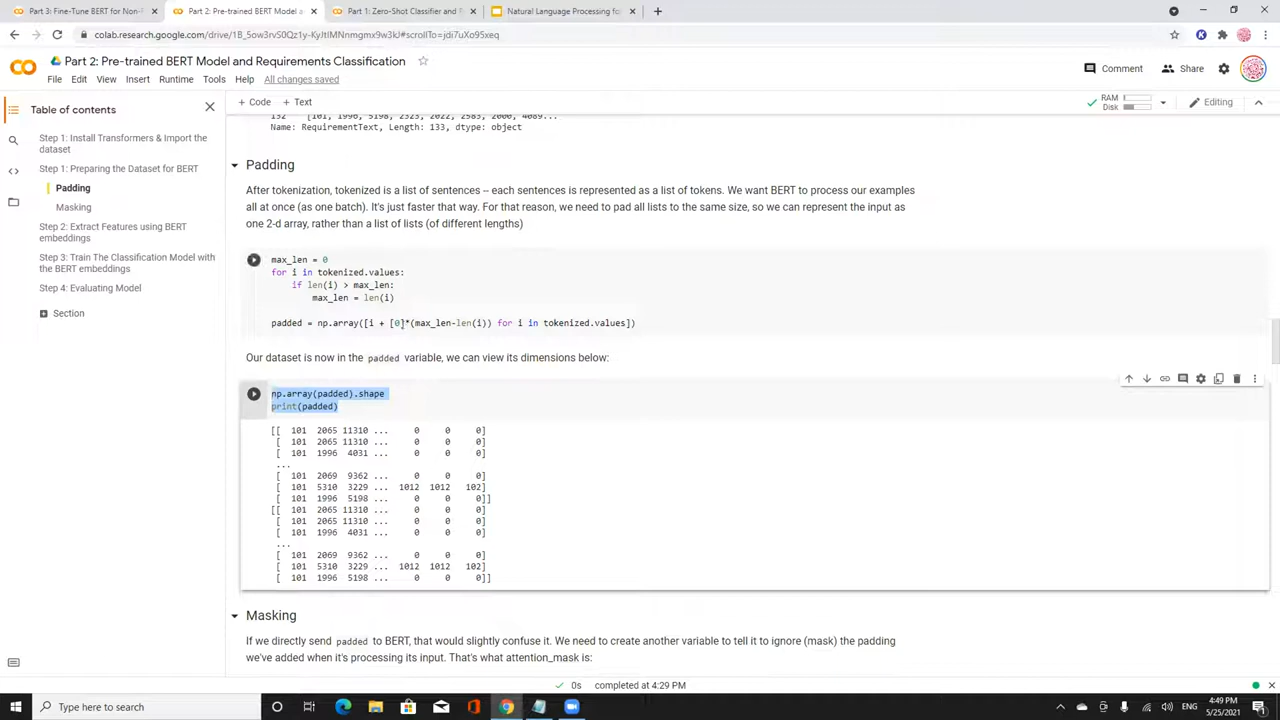 Part 3: Fine-Tune BERT for Non-
Part 2: Pre-trained BERT Model a
Part 1: Zero-Shot Classifier and F
Natural Language Processing for
colab.research.google.com/drive/1B_5ow3rvS0Qz1y-KyJtlMNnmgmx9w3kJ#scrollTo=jdi7uXo95xeq
Part 2: Pre-trained BERT Model and Requirements Classification
Comment
Share
File Edit View Insert Runtime Tools Help All changes saved
+ Code + Text
RAM
Disk
Editing
Table of contents
Step 1: Install Transformers & Import the
dataset
Step 1: Preparing the Dataset for BERT
Padding
Masking
Step 2: Extract Features using BERT
embeddings
Step 3: Train The Classification Model with
the BERT embeddings
Step 4: Evaluating Model
Section
132 [101, 1996, 5198, 2323, 2022, 2583, 2000, 4089...
Name: RequirementText, Length: 133, dtype: object
Padding
After tokenization, tokenized is a list of sentences -- each sentences is represented as a list of tokens. We want BERT to process our examples
all at once (as one batch). It's just faster that way. For that reason, we need to pad all lists to the same size, so we can represent the input as
one 2-d array, rather than a list of lists (of different lengths)
max_len = 0
for i in tokenized.values:
if len(i) > max_len:
max_len = len(i)
padded = np.array([i + [0]*(max_len-len(i)) for i in tokenized.values])
Our dataset is now in the padded variable, we can view its dimensions below:
np.array(padded).shape
print(padded)
[[ 101 2065 11310 ... 0 0 0]
[ 101 2065 11310 ... 0 0 0]
[ 101 1996 4031 ... 0 0 0]
...
[ 101 2069 9362 ... 0 0 0]
[ 101 5310 3229 ... 1012 1012 102]
[ 101 1996 5198 ... 0 0 0]]
[[ 101 2065 11310 ... 0 0 0]
[ 101 2065 11310 ... 0 0 0]
[ 101 1996 4031 ... 0 0 0]
...
[ 101 2069 9362 ... 0 0 0]
[ 101 5310 3229 ... 1012 1012 102]
[ 101 1996 5198 ... 0 0 0]]
Masking
If we directly send padded to BERT, that would slightly confuse it. We need to create another variable to tell it to ignore (mask) the padding
we've added when it's processing its input. That's what attention_mask is:
0s completed at 4:29 PM
Type here to search
ENG
4:49 PM
5/25/2021